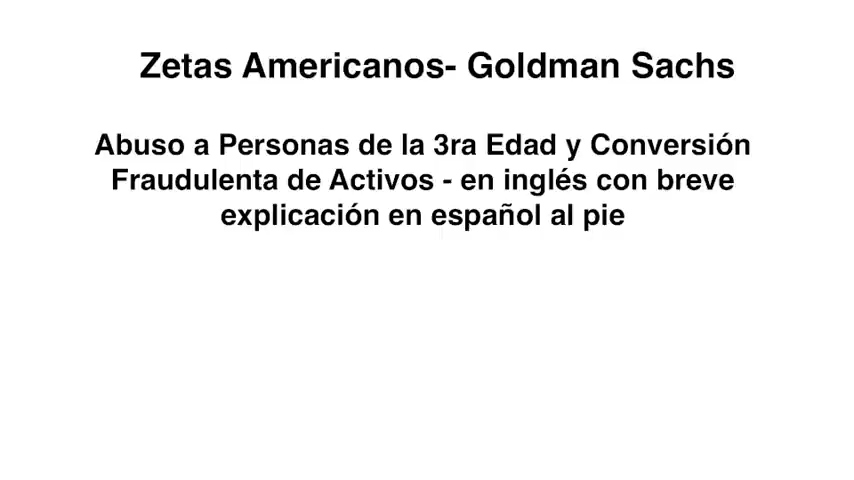 Zetas Americanos- Goldman Sachs
Abuso a Personas de la 3ra Edad y Conversión
Fraudulenta de Activos - en inglés con breve
explicación en español al pie